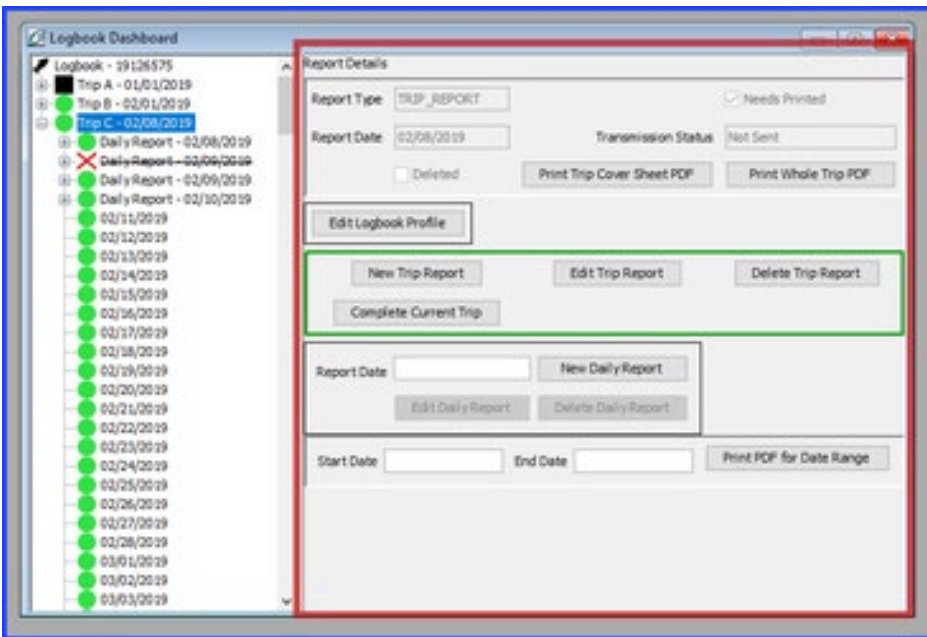 Logbook Dashboard
Logbook - 19126575
Trip A - 01/01/2019
Trip B - 02/01/2019
Trip C - 02/08/2019
Daily Report - 02/08/2019
Daily Report - 02/09/2019
Daily Report - 02/09/2019
Daily Report - 02/10/2019
02/11/2019
02/12/2019
02/13/2019
02/14/2019
02/15/2019
02/16/2019
02/17/2019
02/18/2019
02/19/2019
02/20/2019
02/21/2019
02/22/2019
02/23/2019
02/24/2019
02/25/2019
02/26/2019
02/27/2019
02/28/2019
03/01/2019
03/02/2019
03/03/2019
Report Details
Report Type TRIP_REPORT Needs Printed
Report Date 02/08/2019 Transmission Status Not Sent
Deleted Print Trip Cover Sheet PDF Print Whole Trip PDF
Edit Logbook Profile
New Trip Report Edit Trip Report Delete Trip Report
Complete Current Trip
Report Date New Daily Report
Edit Daily Report Delete Daily Report
Start Date End Date Print PDF for Date Range